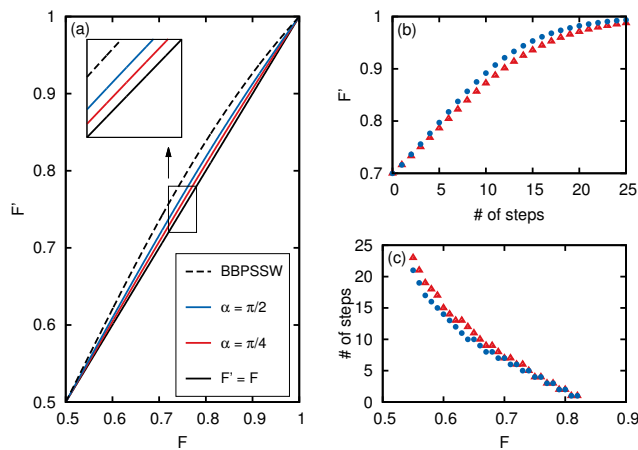 (a)
F'
1
0.9
0.8
0.7
0.6
0.5
BBPSSW
α = π/2
α = π/4
F' = F
0.5 0.6 0.7 0.8 0.9 1
F
(b)
F'
1
0.9
0.8
0.7
0 5 10 15 20 25
# of steps
(c)
# of steps
25
20
15
10
5
0
0.5 0.6 0.7 0.8 0.9
F